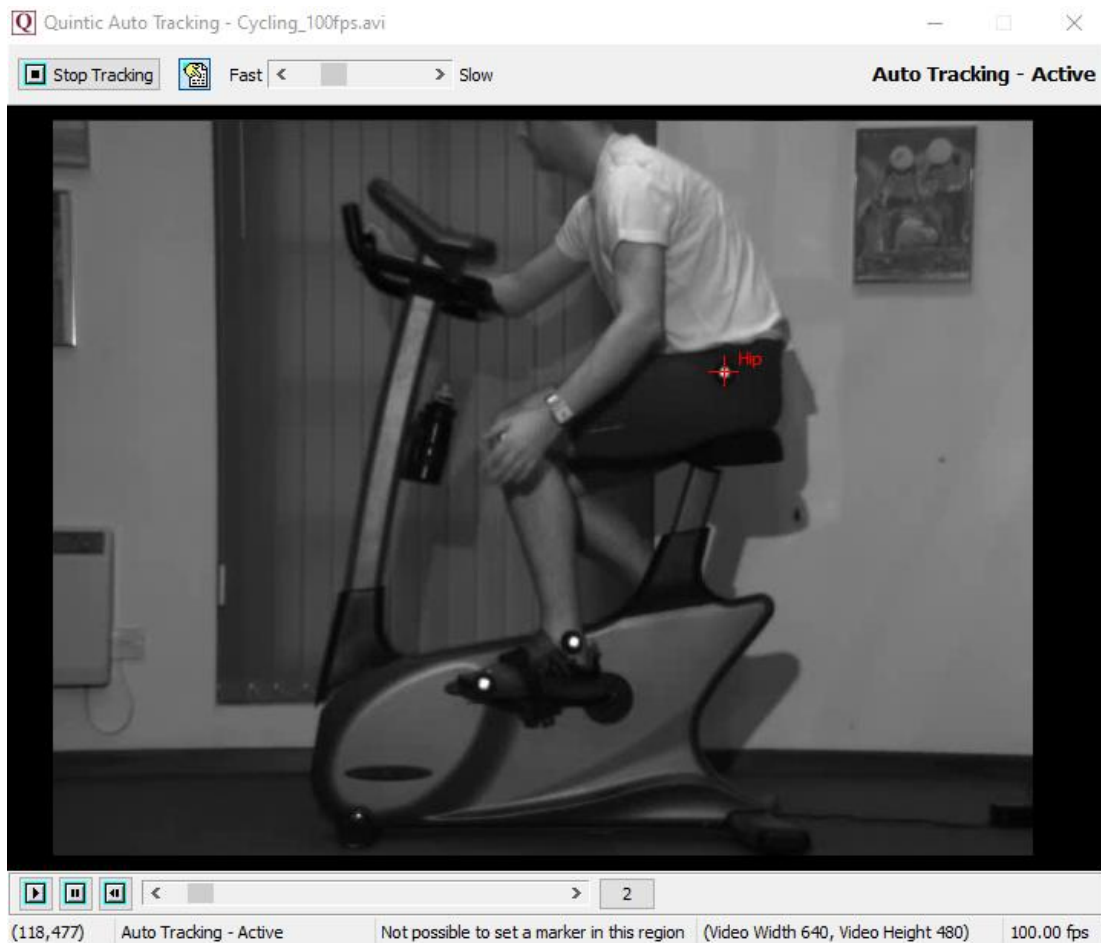 Q Quintic Auto Tracking - Cycling_100fps.avi
Stop Tracking Fast < > Slow Auto Tracking - Active
Hip
< > 2
(118,477) Auto Tracking - Active Not possible to set a marker in this region (Video Width 640, Video Height 480) 100.00 fps